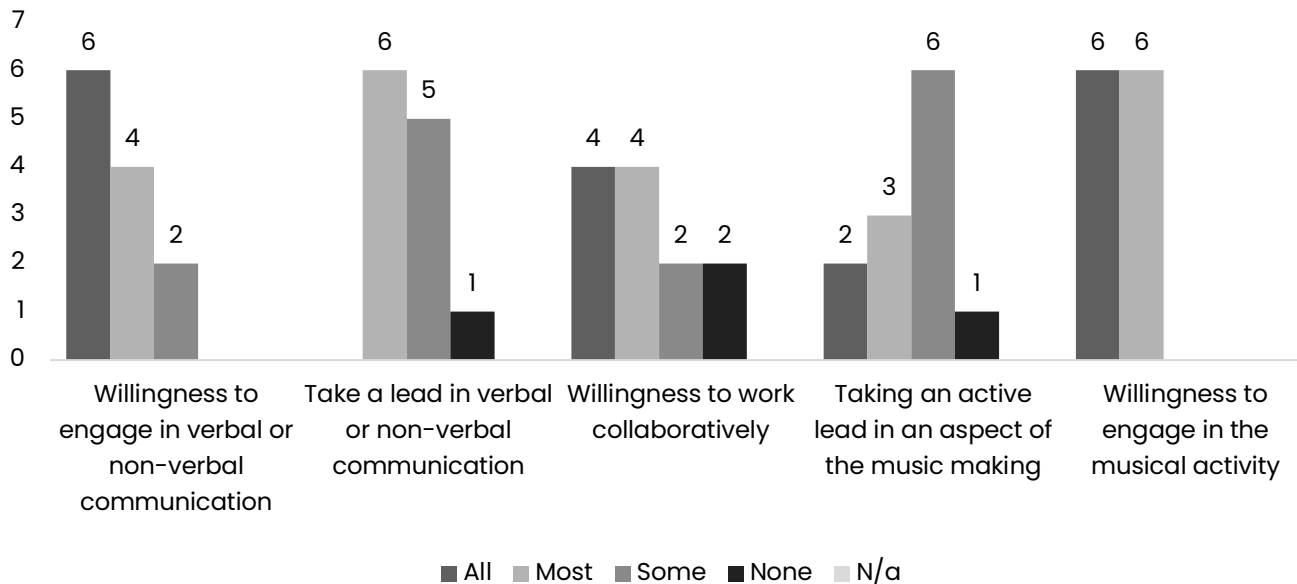 7
6
5
4
3
2
1
0
6
4
2
6
5
1
4
4
2
2
2
3
6
1
6
6
Willingness to
engage in verbal or
non-verbal
communication
Take a lead in verbal
or non-verbal
communication
Willingness to work
collaboratively
Taking an active
lead in an aspect of
the music making
Willingness to
engage in the
musical activity
All Most Some None N/a